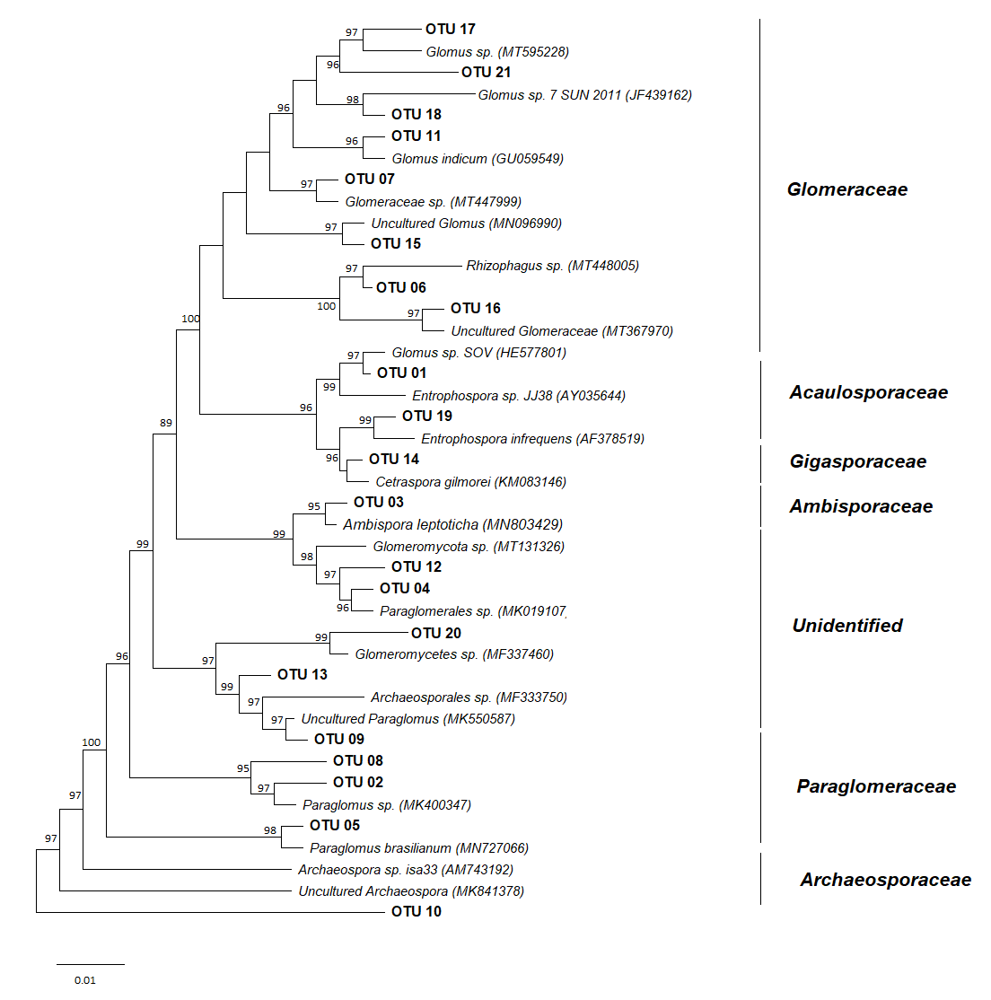 97
OTU 17
Glomus sp. (MT595228)
96
OTU 21
Glomus sp. 7 SUN 2011 (JF439162)
98
OTU 18
96
OTU 11
96
Glomus indicum (GU059549)
OTU 07
97
Glomeraceae sp. (MT447999)
Glomeraceae
Uncultured Glomus (MN096990)
97
OTU 15
Rhizophagus sp. (MT448005)
97
OTU 06
100
OTU 16
97
Uncultured Glomeraceae (MT367970)
100
Glomus sp. SOV (HE577801)
97
OTU 01
99
Entrophospora sp. JJ38 (AY035644)
Acaulosporaceae
96
OTU 19
99
Entrophospora infrequens (AF378519)
89
OTU 14
96
Gigasporaceae
Cetraspora gilmorei (KM083146)
OTU 03
95
Ambisporaceae
Ambispora leptoticha (MN803429)
99
Glomeromycota sp. (MT131326)
99
98
OTU 12
97
OTU 04
96
Paraglomerales sp. (MK019107)
Unidentified
OTU 20
99
Glomeromycetes sp. (MF337460)
96
97
OTU 13
99
Archaeosporales sp. (MF333750)
97
Uncultured Paraglomus (MK550587)
97
OTU 09
100
OTU 08
95
OTU 02
97
Paraglomeraceae
Paraglomus sp. (MK400347)
97
OTU 05
98
Paraglomus brasilianum (MN727066)
97
Archaeospora sp. isa33 (AM743192)
Archaeosporaceae
Uncultured Archaeospora (MK841378)
OTU 10
0.01